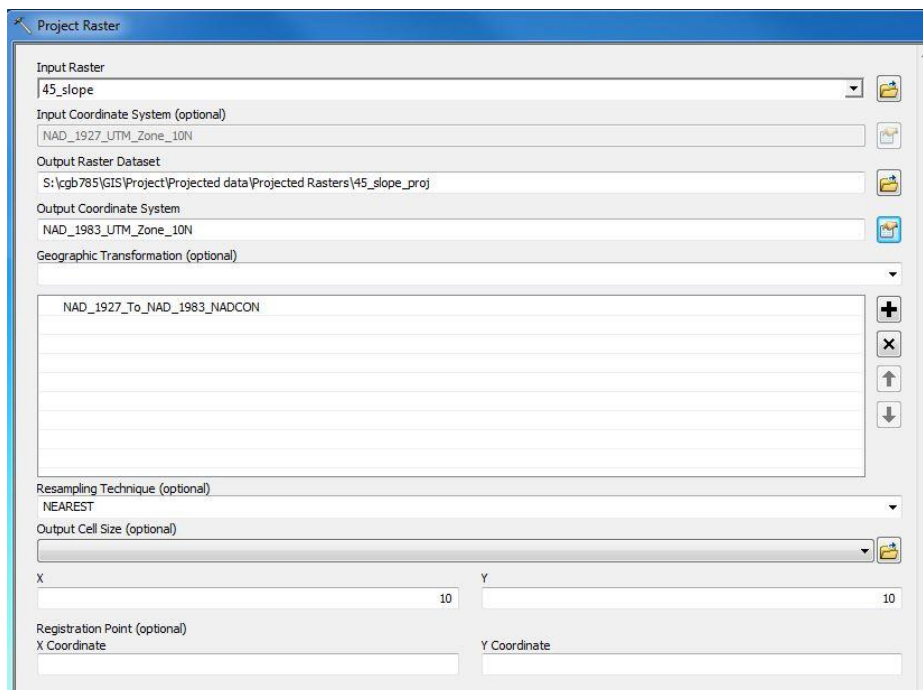 Project Raster
Input Raster
45_slope
Input Coordinate System (optional)
NAD_1927_UTM_Zone_10N
Output Raster Dataset
S:\cgb785\GIS\Project\Projected data\Projected Rasters\45_slope_proj
Output Coordinate System
NAD_1983_UTM_Zone_10N
Geographic Transformation (optional)
NAD_1927_To_NAD_1983_NADCON
Resampling Technique (optional)
NEAREST
Output Cell Size (optional)
X Y
10 10
Registration Point (optional)
X Coordinate Y Coordinate